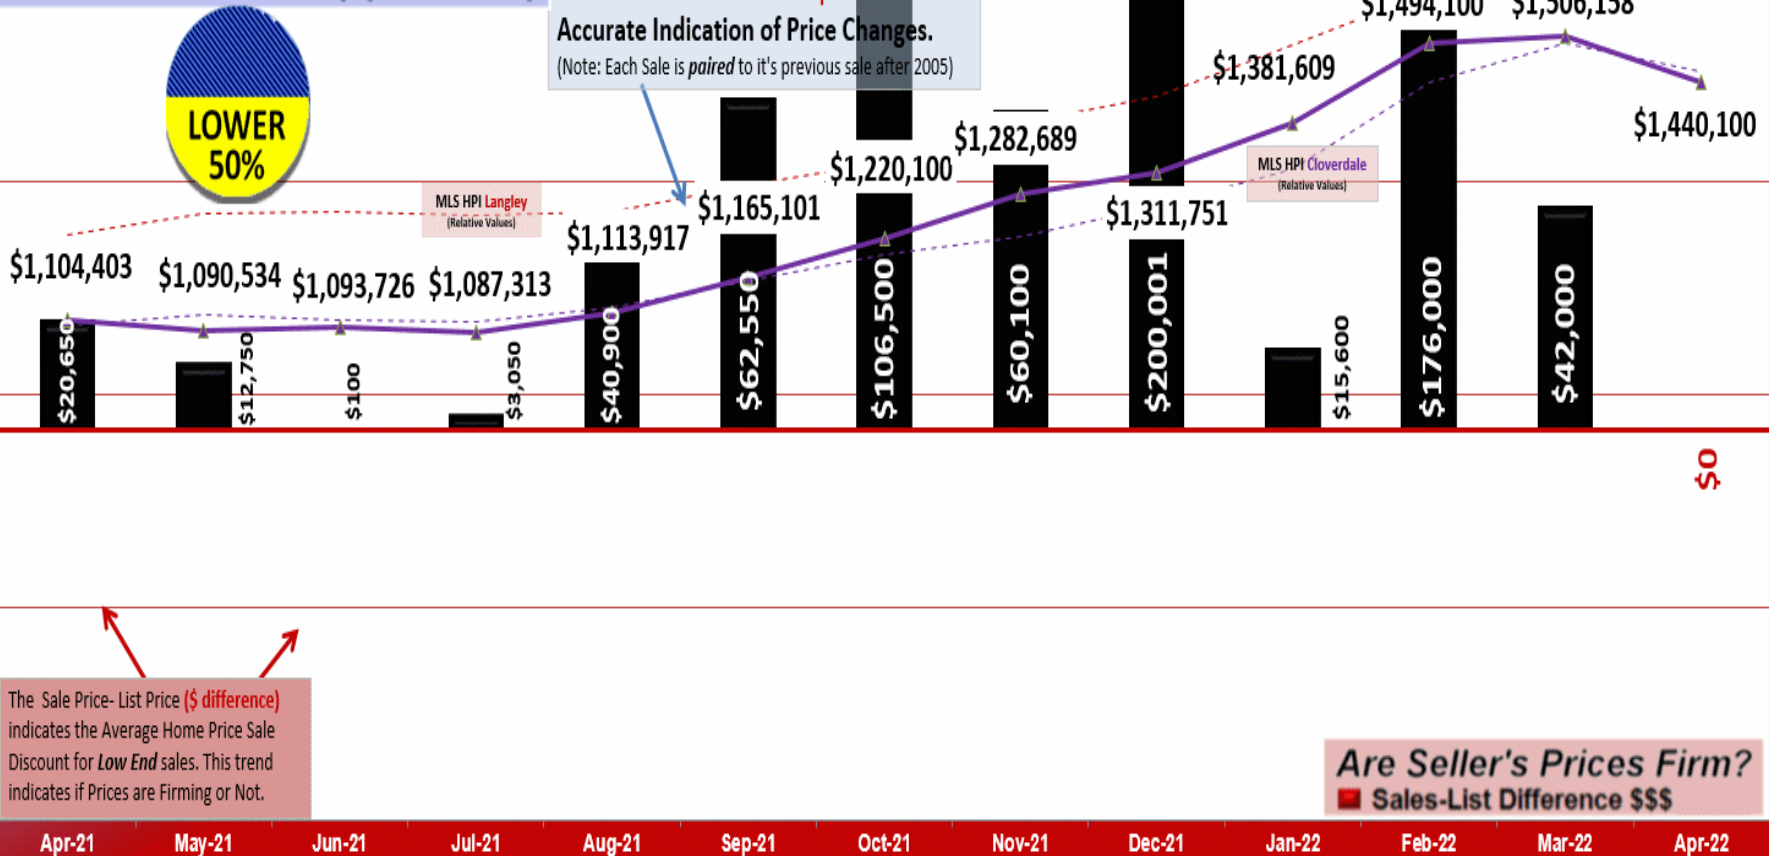 Accurate Indication of Price Changes.
(Note: Each Sale is paired to it's previous sale after 2005)
LOWER
50%
$1,494,100
$1,506,158
$1,381,609
$1,440,100
$1,282,689
$1,220,100
MLS HPI Cloverdale
(Relative Values)
MLS HPI Langley
(Relative Values)
$1,165,101
$1,311,751
$1,113,917
$1,104,403
$1,090,534
$1,093,726
$1,087,313
$20,650
$12,750
$100
$3,050
$40,900
$62,550
$106,500
$60,100
$200,001
$15,600
$176,000
$42,000
$0
The Sale Price- List Price ($ difference)
indicates the Average Home Price Sale
Discount for Low End sales. This trend
indicates if Prices are Firming or Not.
Are Seller's Prices Firm?
Sales-List Difference $$$
Apr-21 May-21 Jun-21 Jul-21 Aug-21 Sep-21 Oct-21 Nov-21 Dec-21 Jan-22 Feb-22 Mar-22 Apr-22